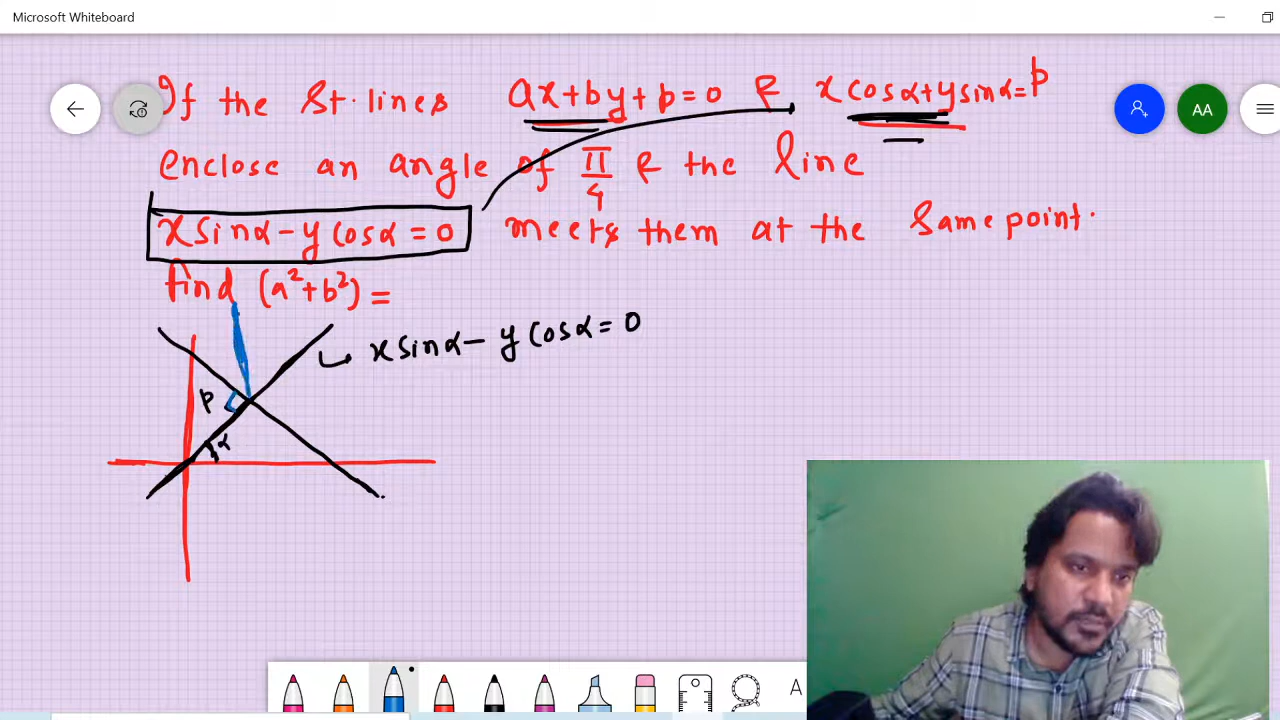 Microsoft Whiteboard
If the St. lines ax+by+p=0 & x cosα+y sinα=p
enclose an angle of π/4 & the line
x sinα - y cosα = 0 meets them at the same point.
find (a²+b²) =
x sinα - y cosα = 0
p
α
AA
A